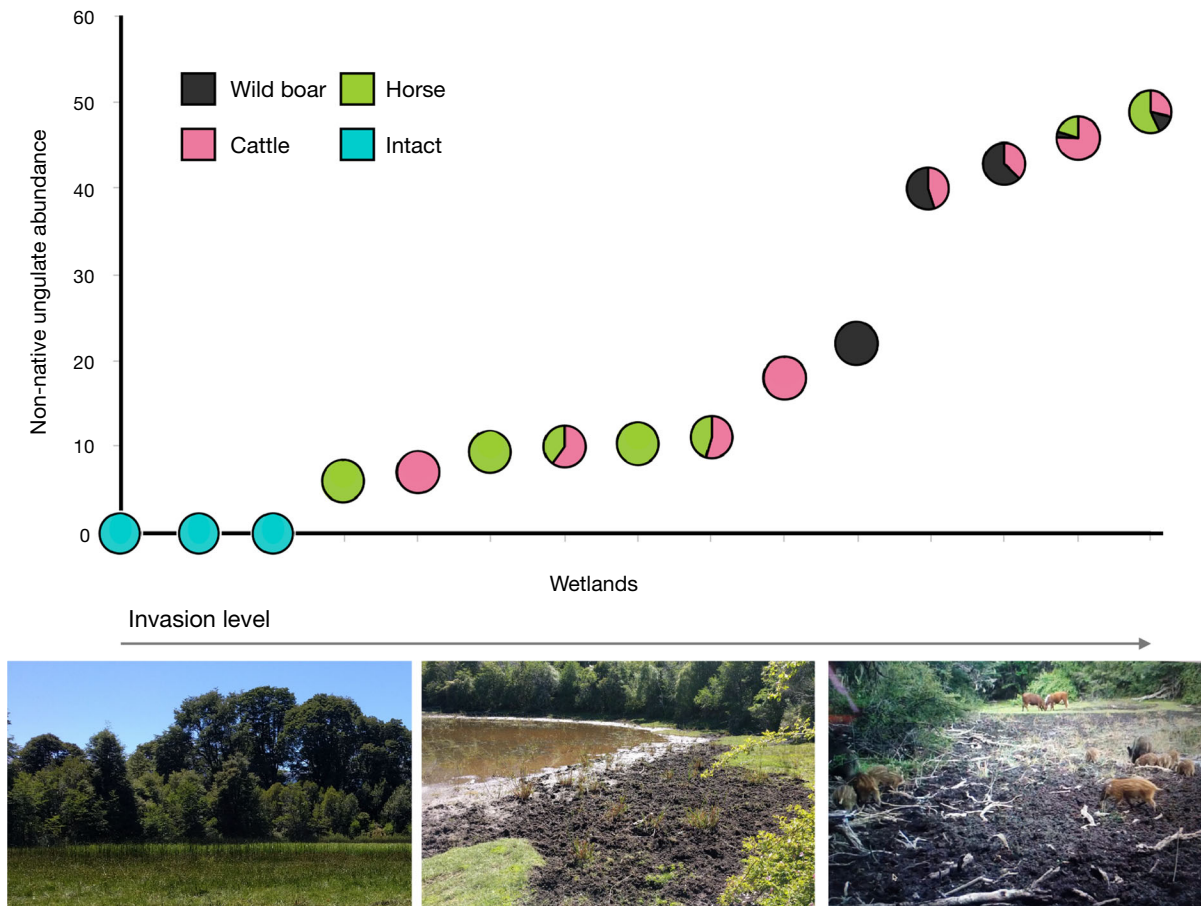 60
50
40
30
20
10
0
Non-native ungulate abundance
Wild boar
Horse
Cattle
Intact
Wetlands
Invasion level